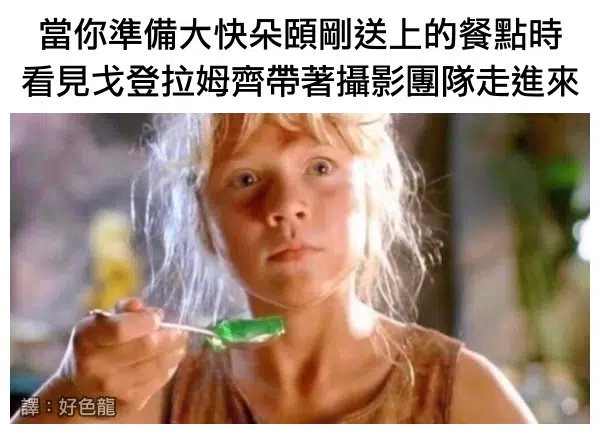 當你準備大快朵頤剛送上的餐點時
看見戈登拉姆齊帶著攝影團隊走進來
譯：好色龍